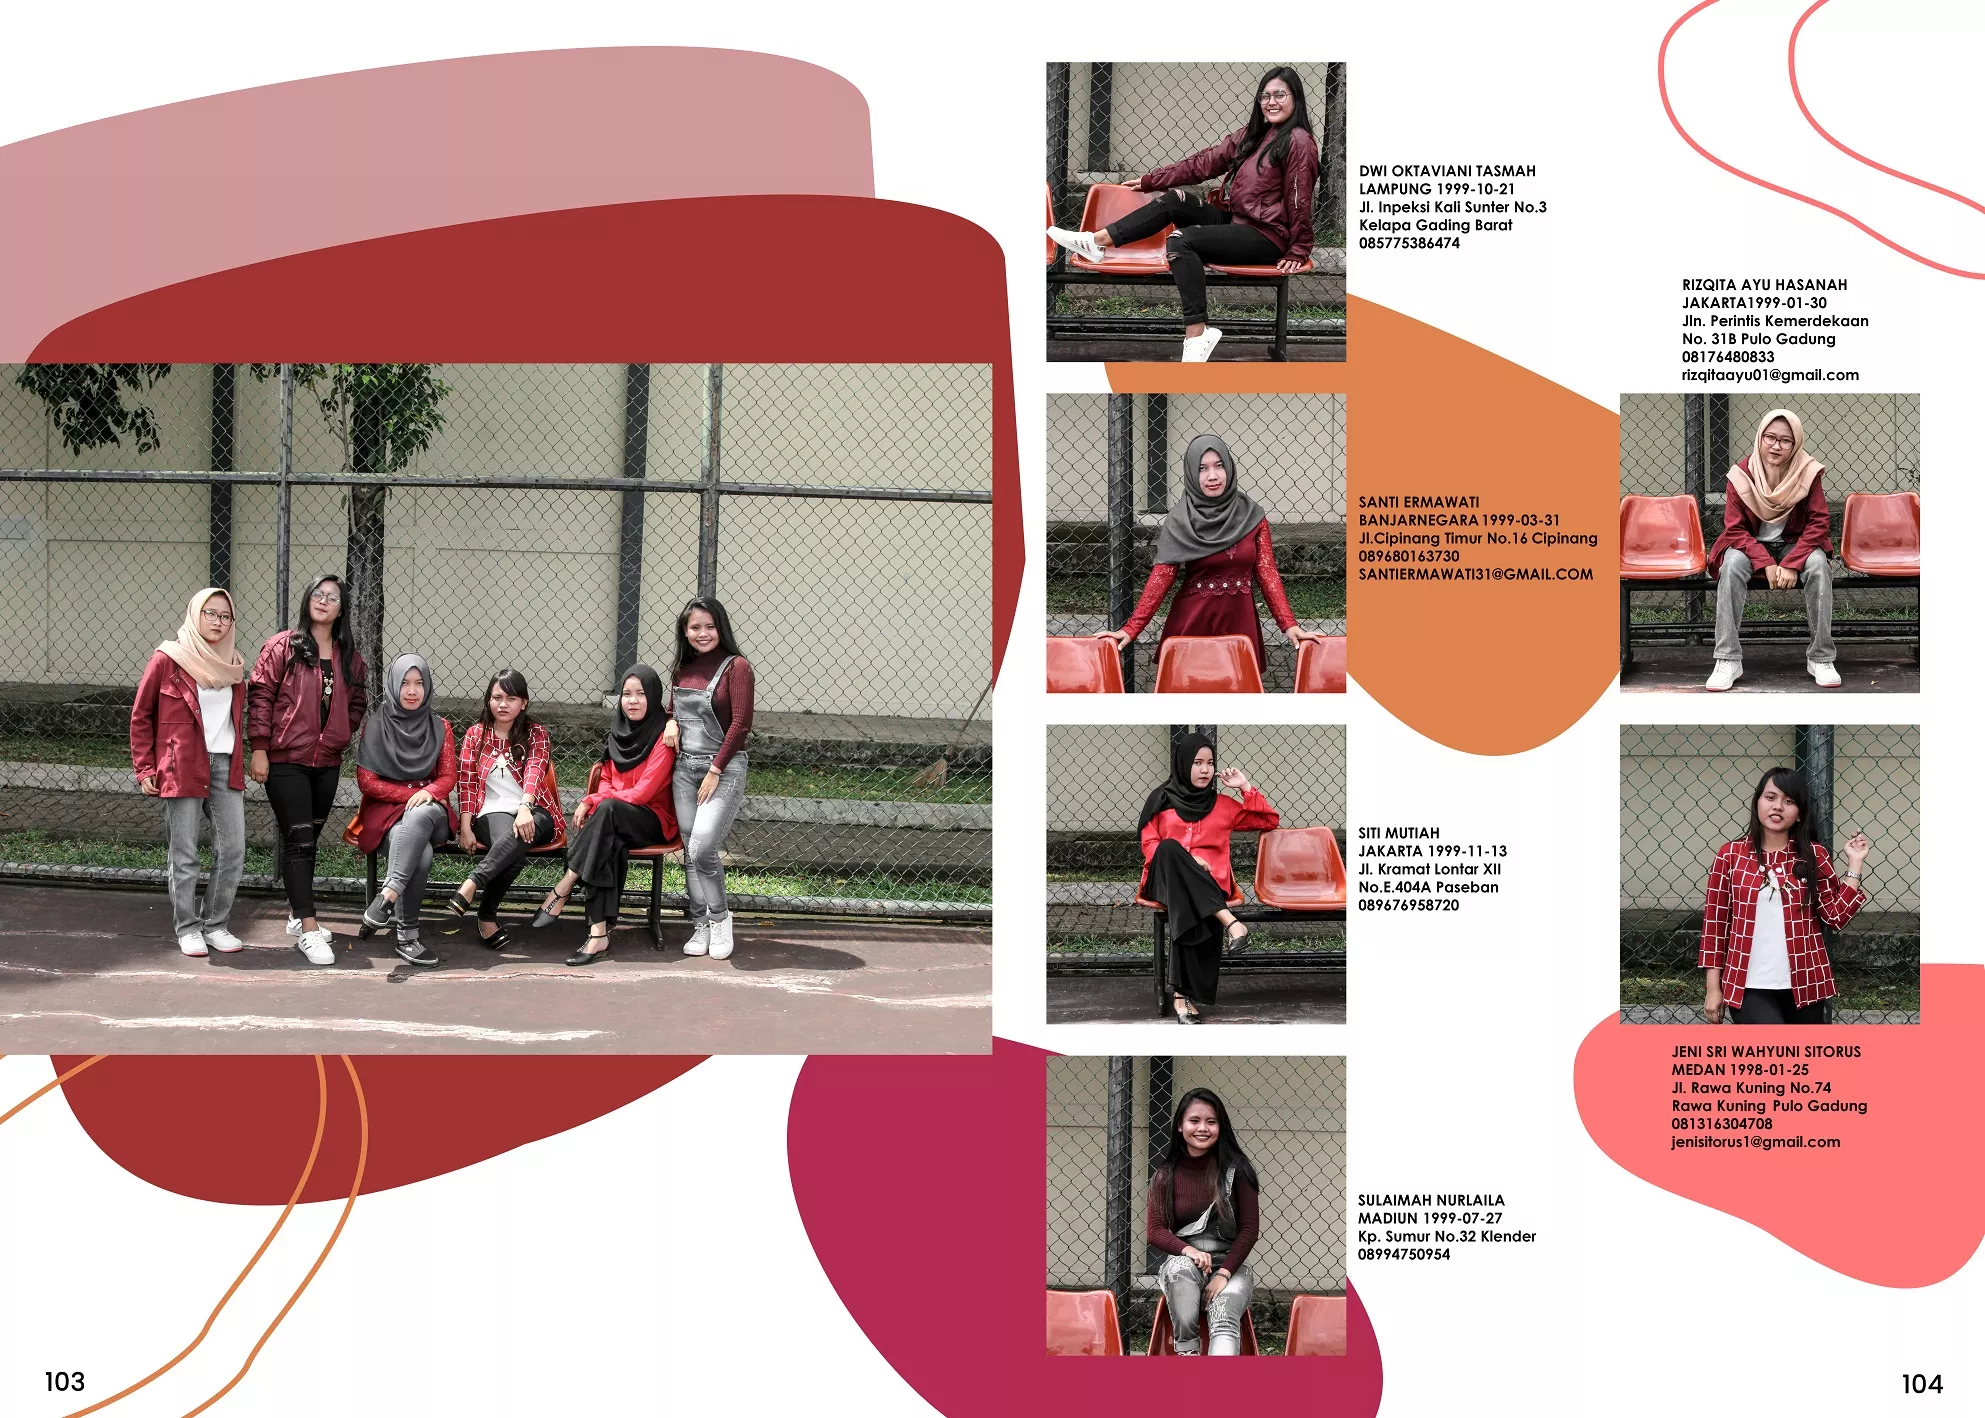 DWI OKTAVIANI TASMAH
LAMPUNG 1999-10-21
Jl. Inpeksi Kali Sunter No.3
Kelapa Gading Barat
085775386474
RIZQITA AYU HASANAH
JAKARTA1999-01-30
Jln. Perintis Kemerdekaan
No. 31B Pulo Gadung
08176480833
rizqitaayu01@gmail.com
SANTI ERMAWATI
BANJARNEGARA 1999-03-31
Jl.Cipinang Timur No.16 Cipinang
089680163730
SANTIERMAWATI31@GMAIL.COM
SITI MUTIAH
JAKARTA 1999-11-13
Jl. Kramat Lontar XII
No.E.404A Paseban
089676958720
JENI SRI WAHYUNI SITORUS
MEDAN 1998-01-25
Jl. Rawa Kuning No.74
Rawa Kuning Pulo Gadung
081316304708
jenisitorus1@gmail.com
SULAIMAH NURLAILA
MADIUN 1999-07-27
Kp. Sumur No.32 Klender
08994750954
103
104